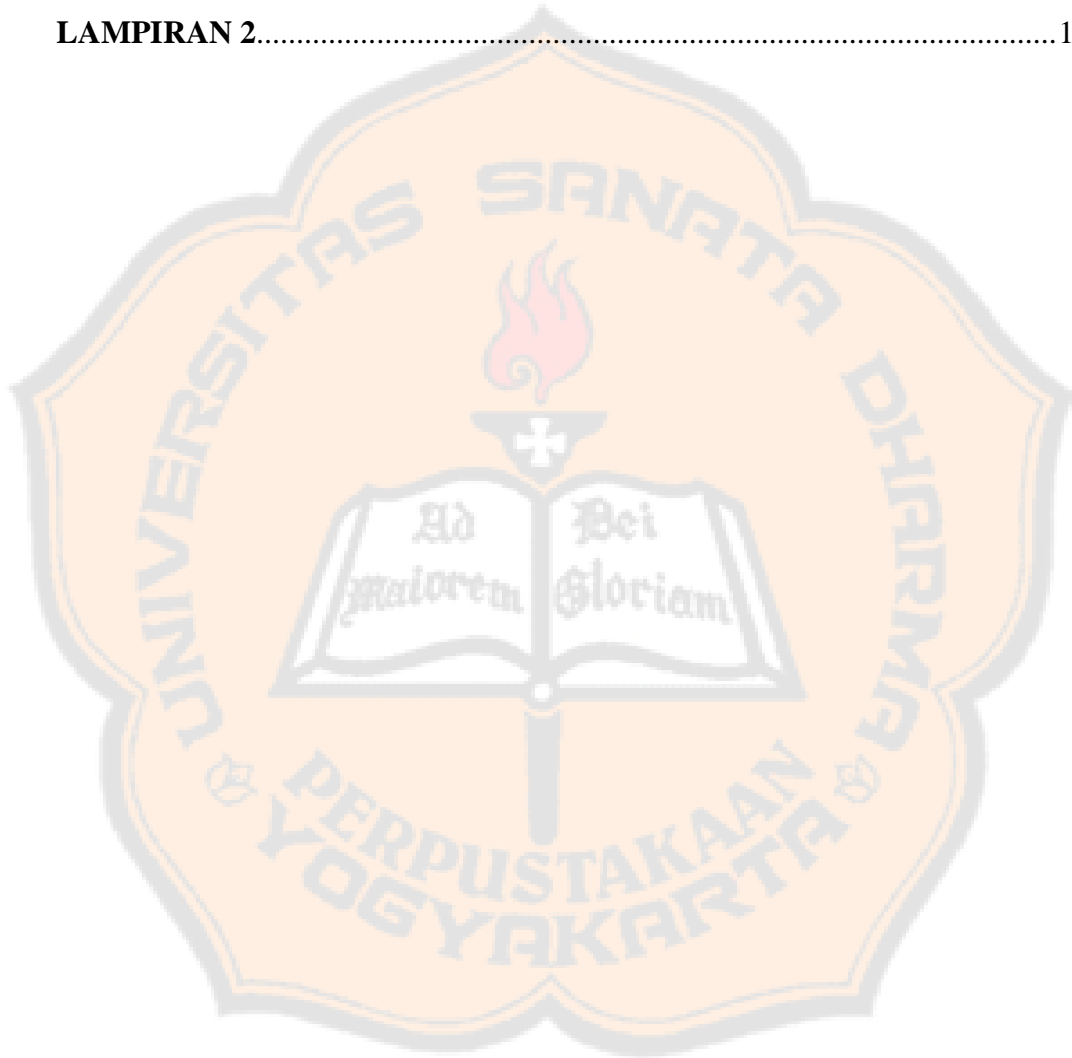 LAMPIRAN 2....................................................................................1
UNIVERSITAS SANATA DHARMA
Ad
Maiorem
Dei
Gloriam
PERPUSTAKAAN
YOGYAKARTA